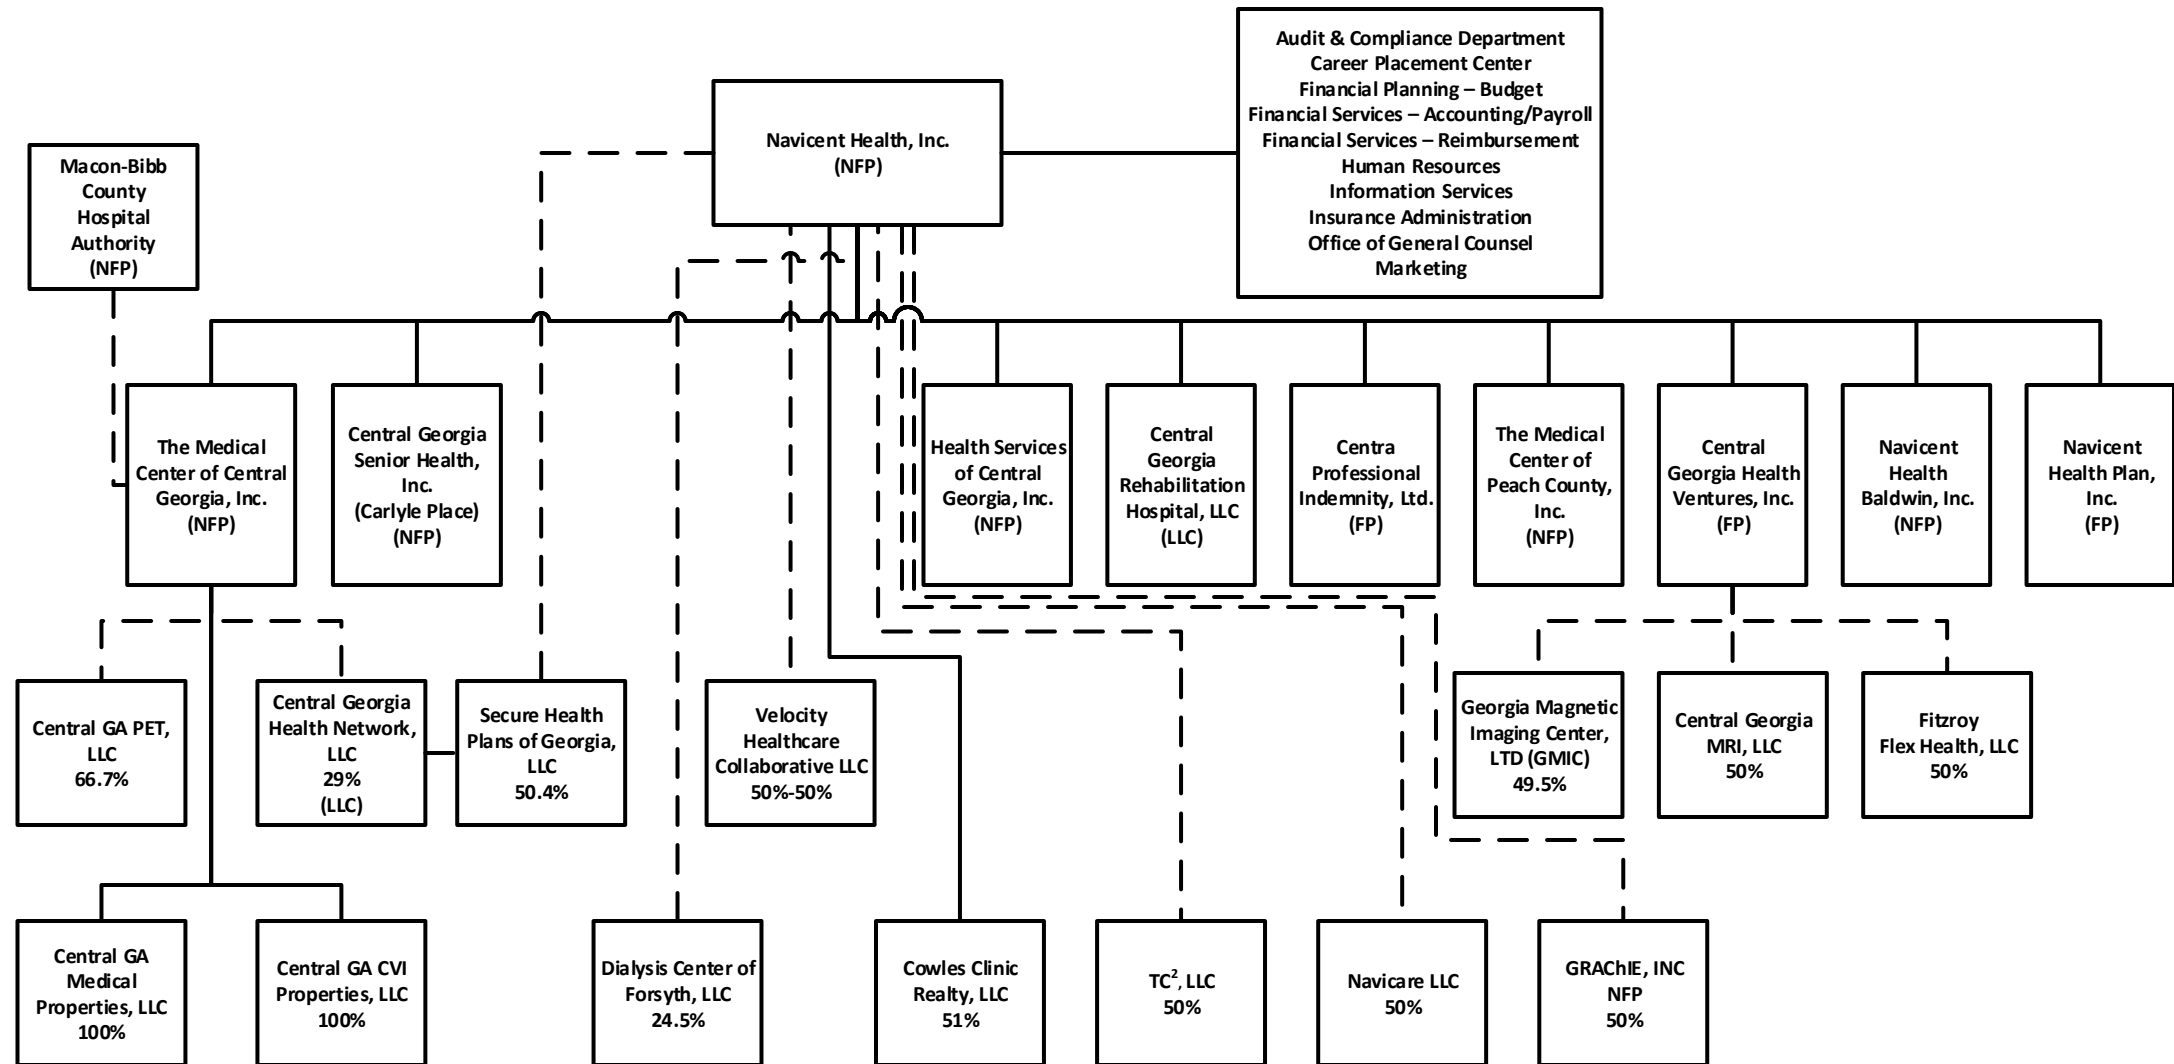 Audit & Compliance Department
Career Placement Center
Financial Planning – Budget
Financial Services – Accounting/Payroll
Financial Services – Reimbursement
Human Resources
Information Services
Insurance Administration
Office of General Counsel
Marketing
Navicent Health, Inc.
(NFP)
Macon-Bibb
County
Hospital
Authority
(NFP)
The Medical
Center of Central
Georgia, Inc.
(NFP)
Central Georgia
Senior Health,
Inc.
(Carlyle Place)
(NFP)
Health Services
of Central
Georgia, Inc.
(NFP)
Central
Georgia
Rehabilitation
Hospital, LLC
(LLC)
Centra
Professional
Indemnity, Ltd.
(FP)
The Medical
Center of
Peach County,
Inc.
(NFP)
Central
Georgia Health
Ventures, Inc.
(FP)
Navicent
Health
Baldwin, Inc.
(NFP)
Navicent
Health Plan,
Inc.
(FP)
Central GA PET,
LLC
66.7%
Central Georgia
Health Network,
LLC
29%
(LLC)
Secure Health
Plans of Georgia,
LLC
50.4%
Velocity
Healthcare
Collaborative LLC
50%-50%
Georgia Magnetic
Imaging Center,
LTD (GMIC)
49.5%
Central Georgia
MRI, LLC
50%
Fitzroy
Flex Health, LLC
50%
Central GA
Medical
Properties, LLC
100%
Central GA CVI
Properties, LLC
100%
Dialysis Center of
Forsyth, LLC
24.5%
Cowles Clinic
Realty, LLC
51%
TC², LLC
50%
Navicare LLC
50%
GRAChIE, INC
NFP
50%